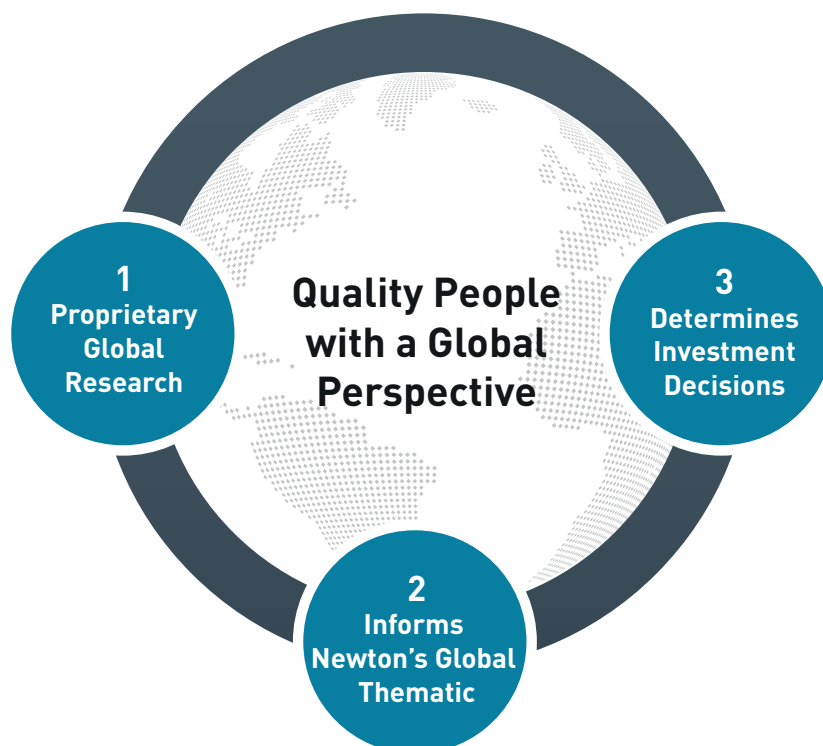 Quality People
with a Global
Perspective
1
Proprietary
Global
Research
2
Informs
Newton's Global
Thematic
3
Determines
Investment
Decisions